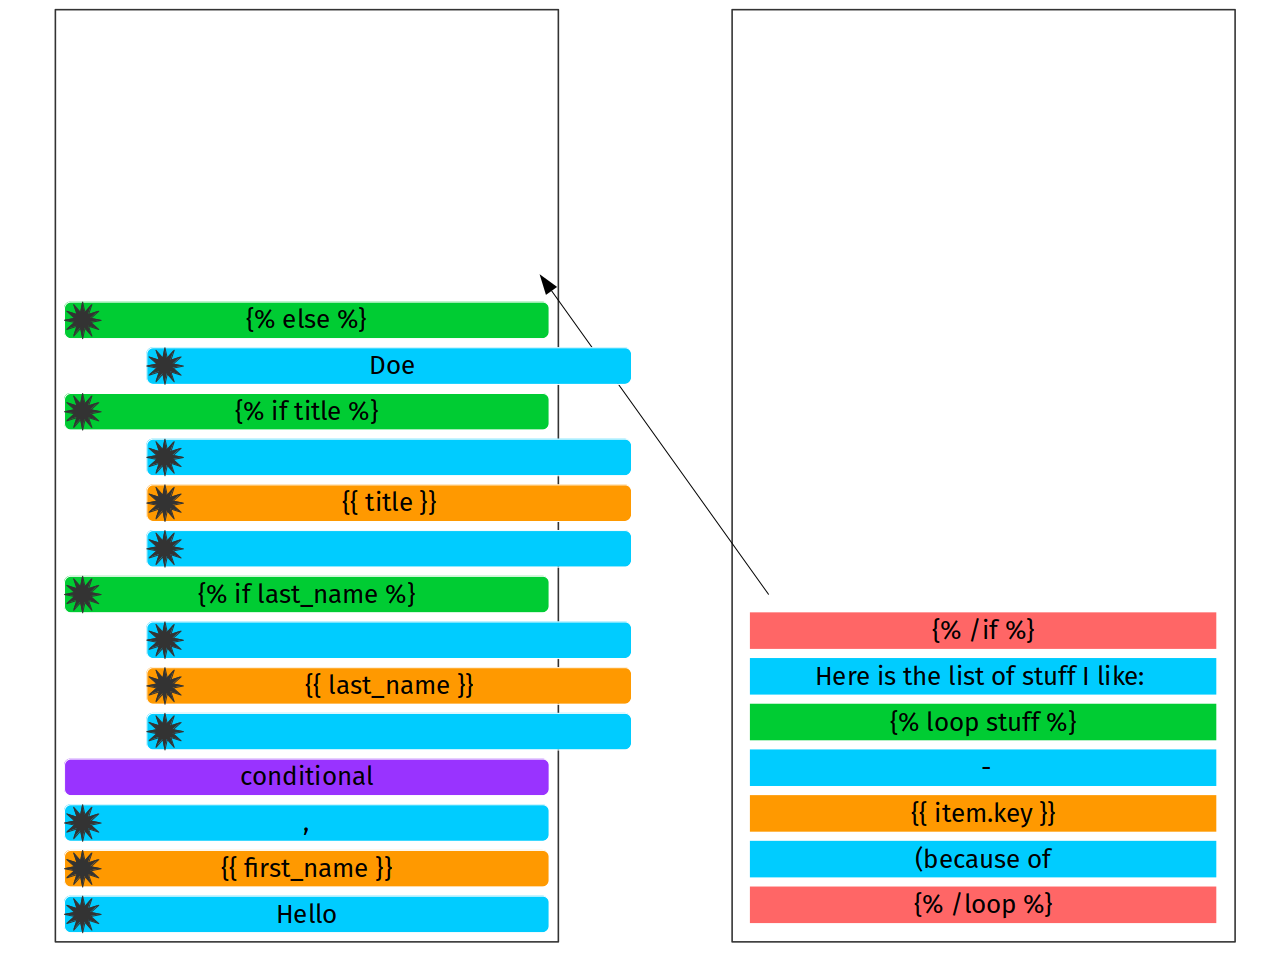 {% else %}
Doe
{% if title %}
{{ title }}
{% if last_name %}
{{ last_name }}
conditional
,
{{ first_name }}
Hello
{% /if %}
Here is the list of stuff I like:
{% loop stuff %}
-
{{ item.key }}
(because of
{% /loop %}